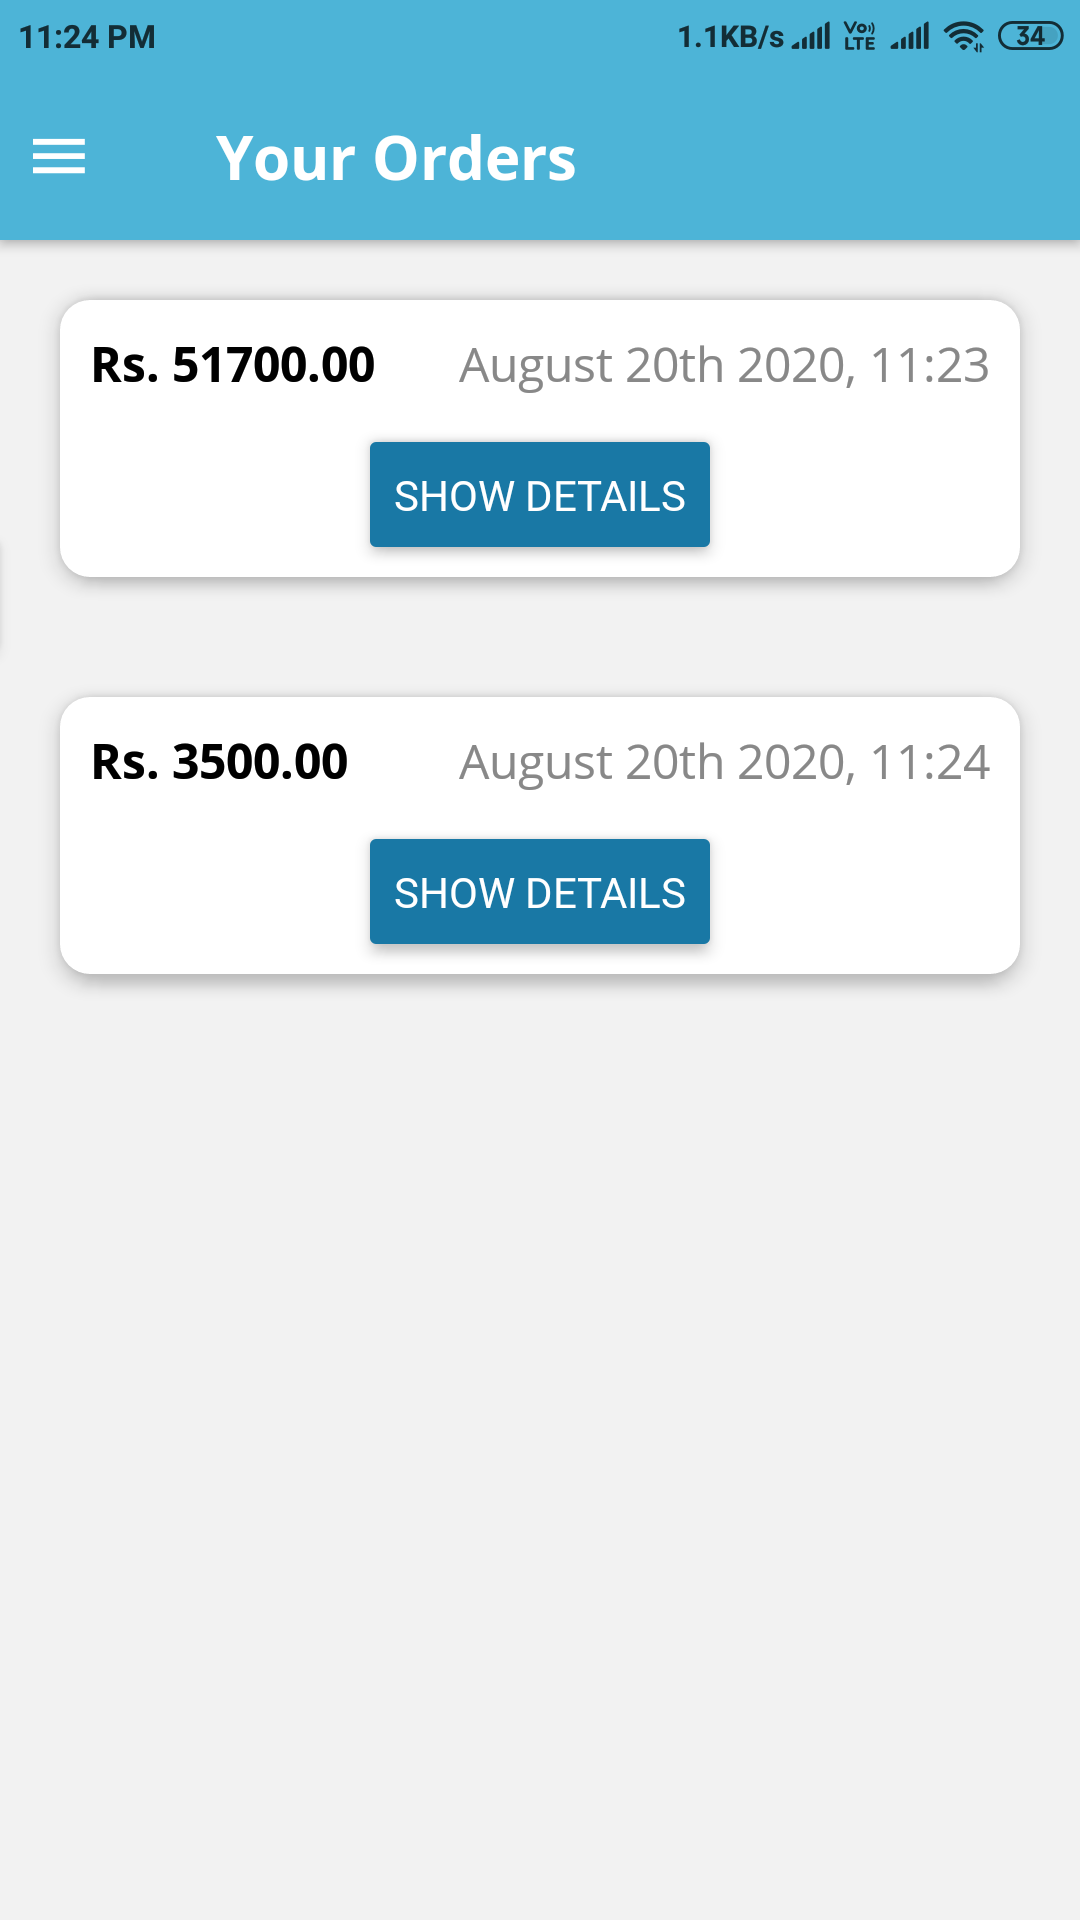 11:24 PM 1.1KB/s Vo LTE 34
Your Orders
Rs. 51700.00 August 20th 2020, 11:23
SHOW DETAILS
Rs. 3500.00 August 20th 2020, 11:24
SHOW DETAILS